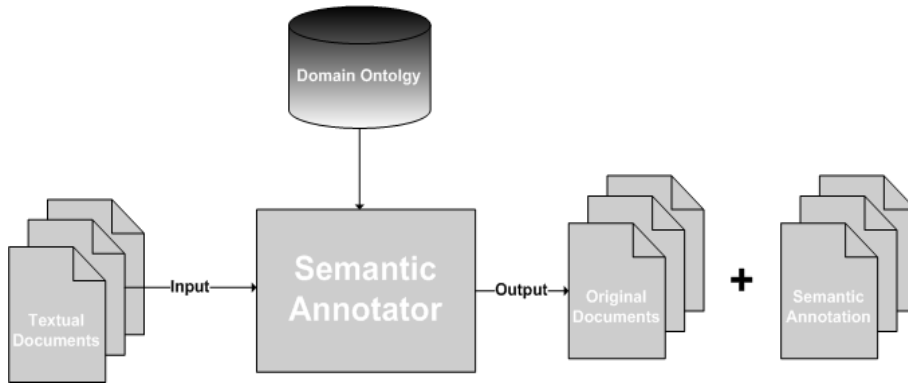 Domain Ontolgy
Textual
Documents
Input
Semantic
Annotator
Output
Original
Documents
+
Semantic
Annotation